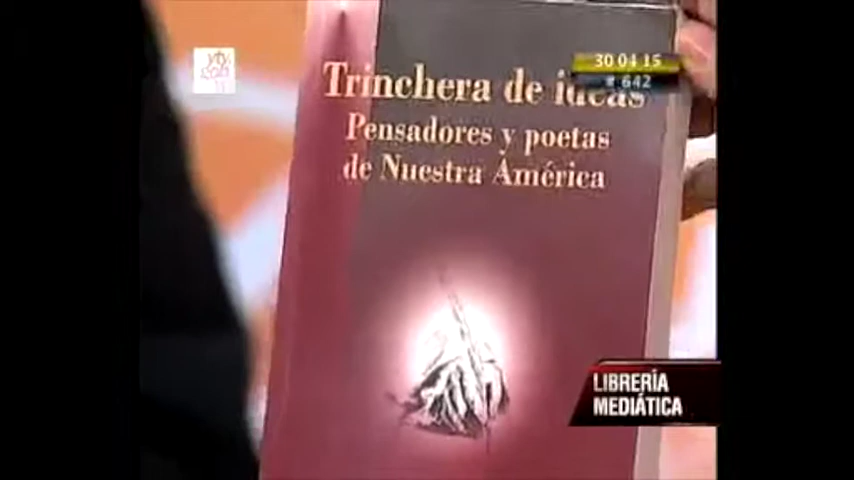 30 04 15
# 642
Trinchera de ideas
Pensadores y poetas
de Nuestra América
LIBRERÍA
MEDIÁTICA